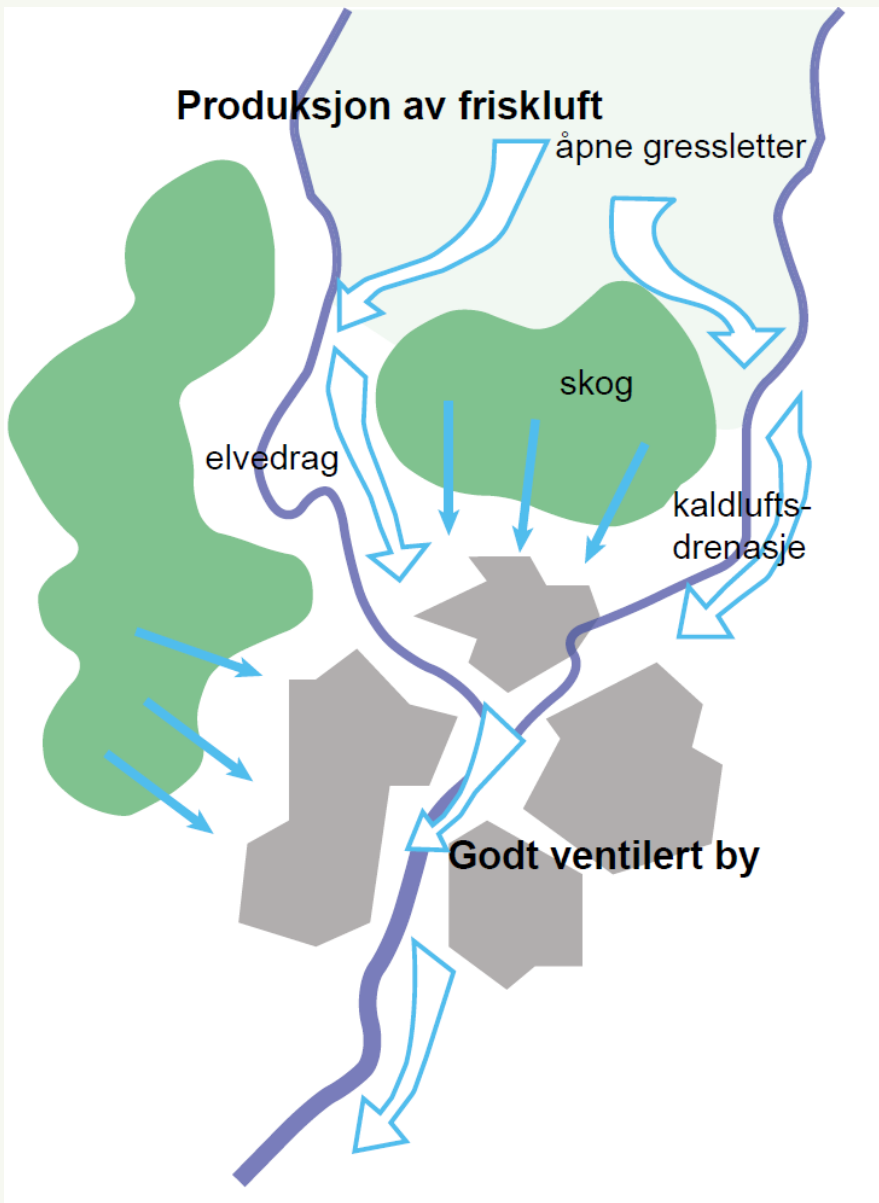 Produksjon av friskluft
åpne gressletter
skog
elvedrag
kaldlufts-
drenasje
Godt ventilert by